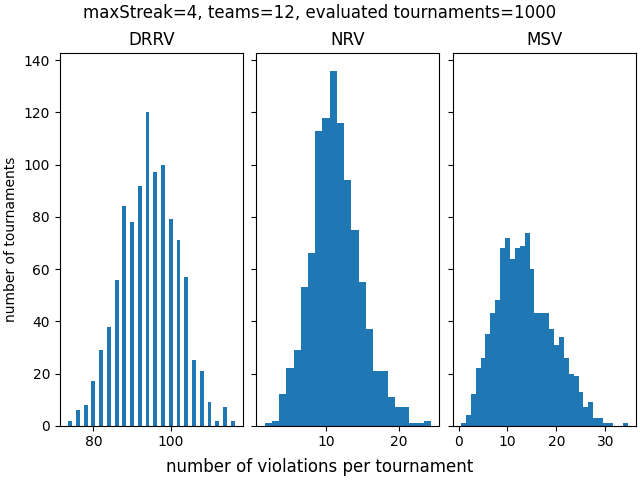 maxStreak=4, teams=12, evaluated tournaments=1000
DRRV NRV MSV
140
120
100
80
60
40
20
0
number of tournaments
80 100 10 20 0 10 20 30
number of violations per tournament